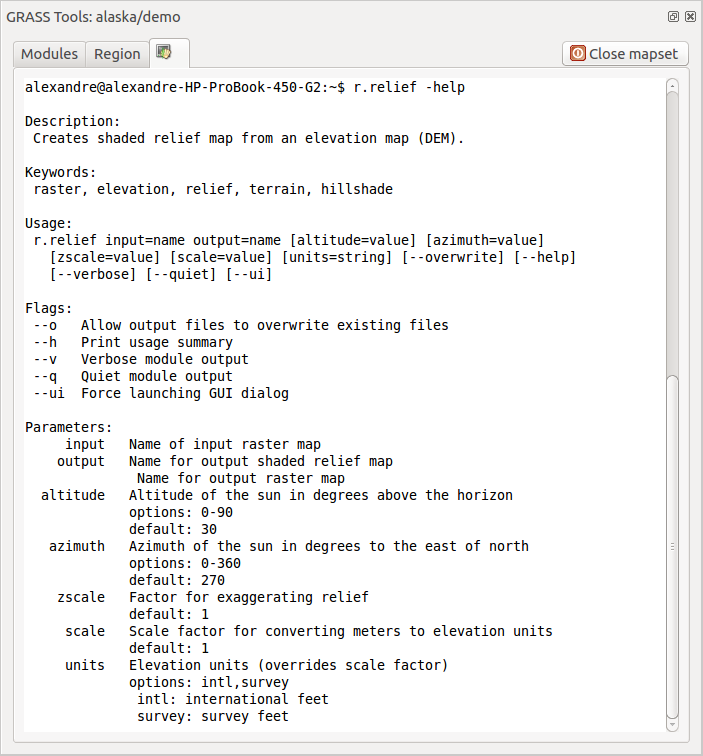 GRASS Tools: alaska/demo
Modules Region Close mapset
alexandre@alexandre-HP-ProBook-450-G2:~$ r.relief -help
Description:
Creates shaded relief map from an elevation map (DEM).
Keywords:
raster, elevation, relief, terrain, hillshade
Usage:
r.relief input=name output=name [altitude=value] [azimuth=value]
[zscale=value] [scale=value] [units=string] [--overwrite] [--help]
[--verbose] [--quiet] [--ui]
Flags:
--o Allow output files to overwrite existing files
--h Print usage summary
--v Verbose module output
--q Quiet module output
--ui Force launching GUI dialog
Parameters:
input Name of input raster map
output Name for output shaded relief map
Name for output raster map
altitude Altitude of the sun in degrees above the horizon
options: 0-90
default: 30
azimuth Azimuth of the sun in degrees to the east of north
options: 0-360
default: 270
zscale Factor for exaggerating relief
default: 1
scale Scale factor for converting meters to elevation units
default: 1
units Elevation units (overrides scale factor)
options: intl,survey
intl: international feet
survey: survey feet